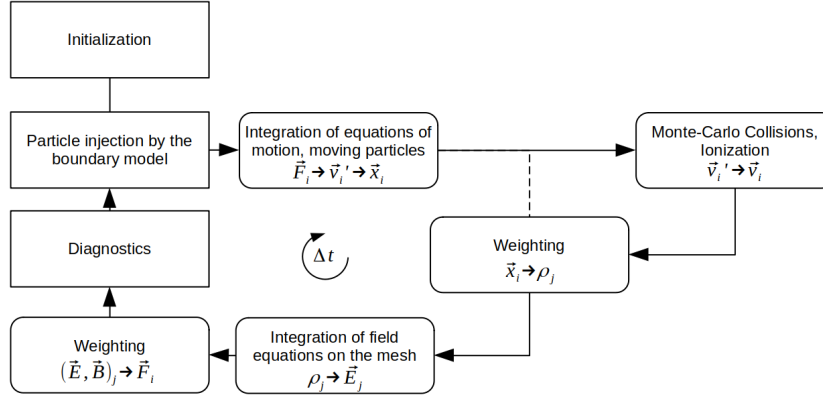 Initialization
Particle injection by the
boundary model
Integration of equations of
motion, moving particles
F⃗ᵢ → v⃗ᵢ' → x⃗ᵢ
Monte-Carlo Collisions,
Ionization
v⃗ᵢ' → v⃗ᵢ
Diagnostics
Δt
Weighting
x⃗ᵢ → ρⱼ
Weighting
(E⃗, B⃗)ⱼ → F⃗ᵢ
Integration of field
equations on the mesh
ρⱼ → E⃗ⱼ